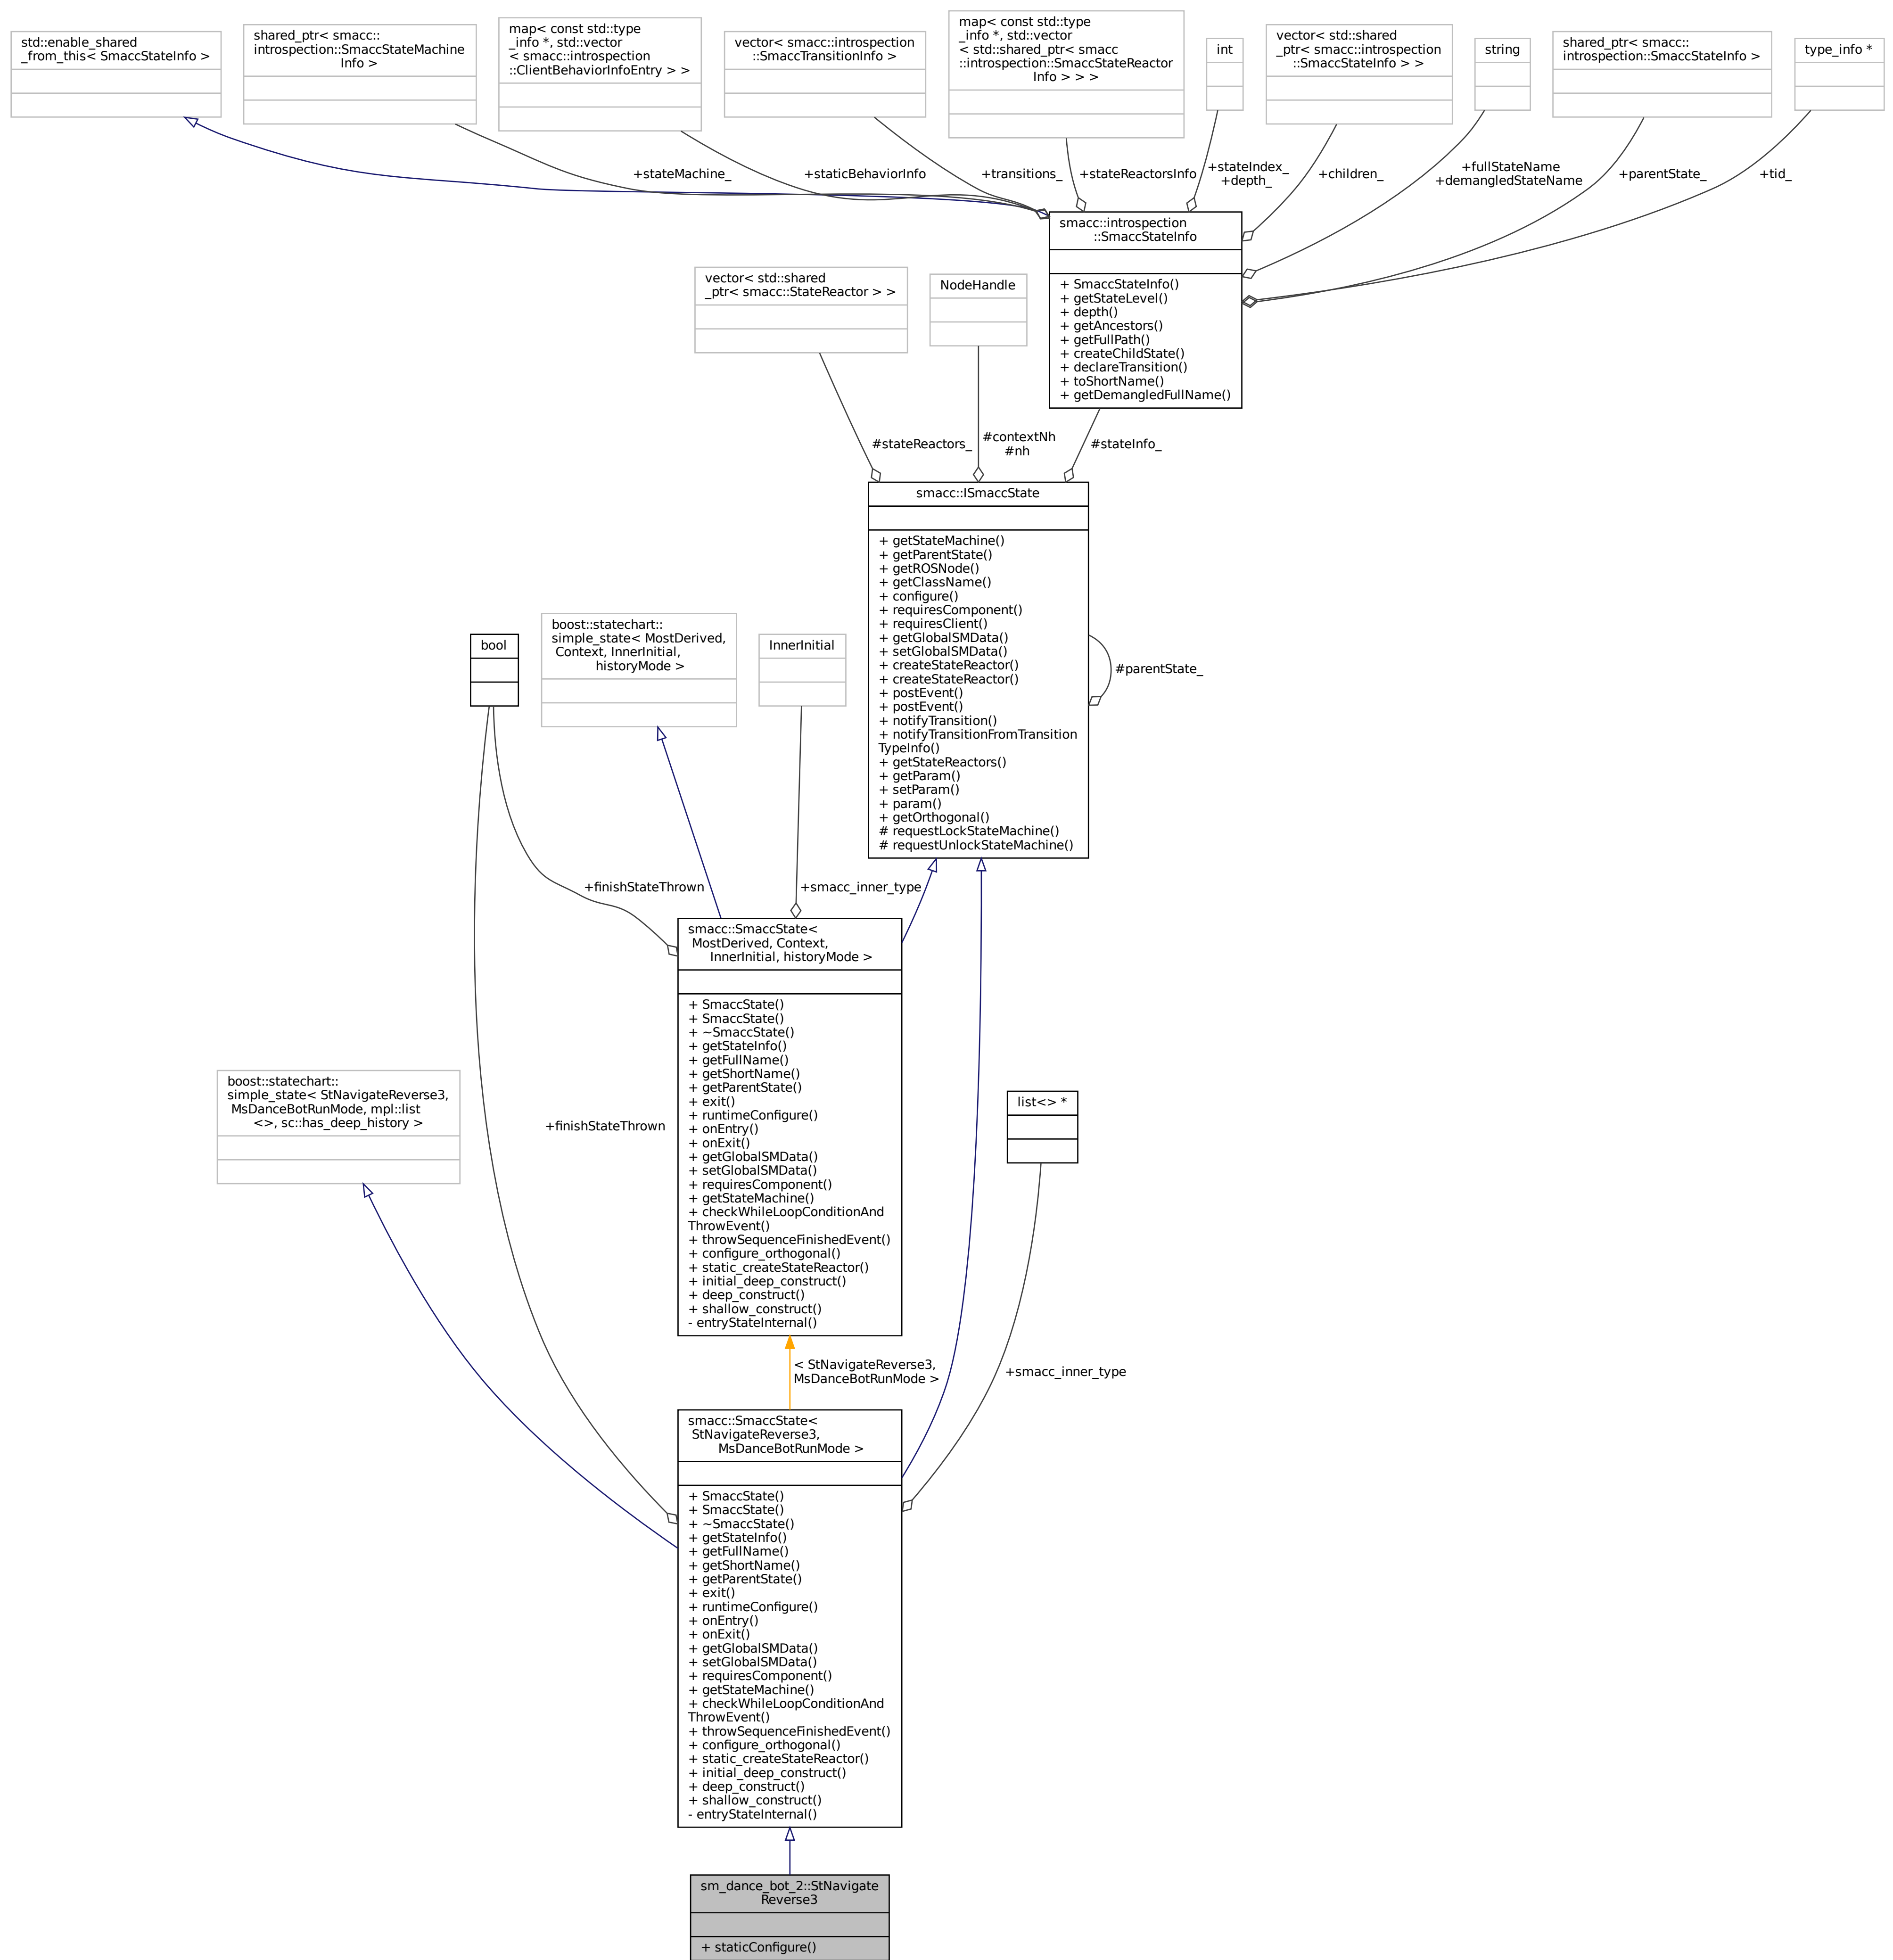 std::enable_shared
_from_this< SmaccStateInfo >
shared_ptr< smacc::
introspection::SmaccStateMachine
Info >
map< const std::type
_info *, std::vector
< smacc::introspection
::ClientBehaviorInfoEntry > >
vector< smacc::introspection
::SmaccTransitionInfo >
map< const std::type
_info *, std::vector
< std::shared_ptr< smacc
::introspection::SmaccStateReactor
Info > > >
int
vector< std::shared
_ptr< smacc::introspection
::SmaccStateInfo > >
string
shared_ptr< smacc::
introspection::SmaccStateInfo >
type_info *
+stateMachine_
+staticBehaviorInfo
+transitions_
+stateReactorsInfo
+stateIndex_
+depth_
+children_
+fullStateName
+demangledStateName
+parentState_
+tid_
smacc::introspection
::SmaccStateInfo
+ SmaccStateInfo()
+ getStateLevel()
+ depth()
+ getAncestors()
+ getFullPath()
+ createChildState()
+ declareTransition()
+ toShortName()
+ getDemangledFullName()
vector< std::shared
_ptr< smacc::StateReactor > >
NodeHandle
#stateReactors_
#contextNh
#nh
#stateInfo_
smacc::ISmaccState
+ getStateMachine()
+ getParentState()
+ getROSNode()
+ getClassName()
+ configure()
+ requiresComponent()
+ requiresClient()
+ getGlobalSMData()
+ setGlobalSMData()
+ createStateReactor()
+ createStateReactor()
+ postEvent()
+ postEvent()
+ notifyTransition()
+ notifyTransitionFromTransition
TypeInfo()
+ getStateReactors()
+ getParam()
+ setParam()
+ param()
+ getOrthogonal()
# requestLockStateMachine()
# requestUnlockStateMachine()
#parentState_
bool
boost::statechart::
simple_state< MostDerived,
Context, InnerInitial,
historyMode >
InnerInitial
+finishStateThrown
+smacc_inner_type
smacc::SmaccState<
MostDerived, Context,
InnerInitial, historyMode >
+ SmaccState()
+ SmaccState()
+ ~SmaccState()
+ getStateInfo()
+ getFullName()
+ getShortName()
+ getParentState()
+ exit()
+ runtimeConfigure()
+ onEntry()
+ onExit()
+ getGlobalSMData()
+ setGlobalSMData()
+ requiresComponent()
+ getStateMachine()
+ checkWhileLoopConditionAnd
ThrowEvent()
+ throwSequenceFinishedEvent()
+ configure_orthogonal()
+ static_createStateReactor()
+ initial_deep_construct()
+ deep_construct()
+ shallow_construct()
- entryStateInternal()
boost::statechart::
simple_state< StNavigateReverse3,
MsDanceBotRunMode, mpl::list
<>, sc::has_deep_history >
+finishStateThrown
list<> *
< StNavigateReverse3,
MsDanceBotRunMode >
+smacc_inner_type
smacc::SmaccState<
StNavigateReverse3,
MsDanceBotRunMode >
+ SmaccState()
+ SmaccState()
+ ~SmaccState()
+ getStateInfo()
+ getFullName()
+ getShortName()
+ getParentState()
+ exit()
+ runtimeConfigure()
+ onEntry()
+ onExit()
+ getGlobalSMData()
+ setGlobalSMData()
+ requiresComponent()
+ getStateMachine()
+ checkWhileLoopConditionAnd
ThrowEvent()
+ throwSequenceFinishedEvent()
+ configure_orthogonal()
+ static_createStateReactor()
+ initial_deep_construct()
+ deep_construct()
+ shallow_construct()
- entryStateInternal()
sm_dance_bot_2::StNavigate
Reverse3
+ staticConfigure()